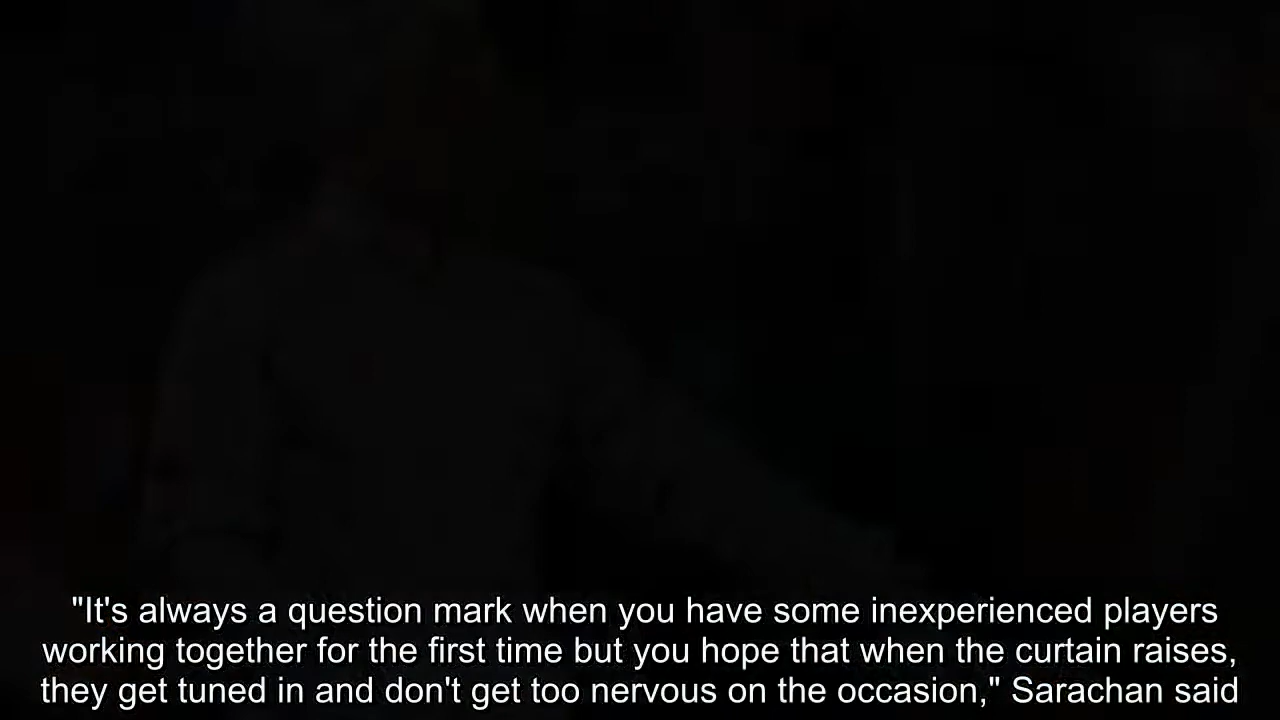 "It's always a question mark when you have some inexperienced players
working together for the first time but you hope that when the curtain raises,
they get tuned in and don't get too nervous on the occasion," Sarachan said